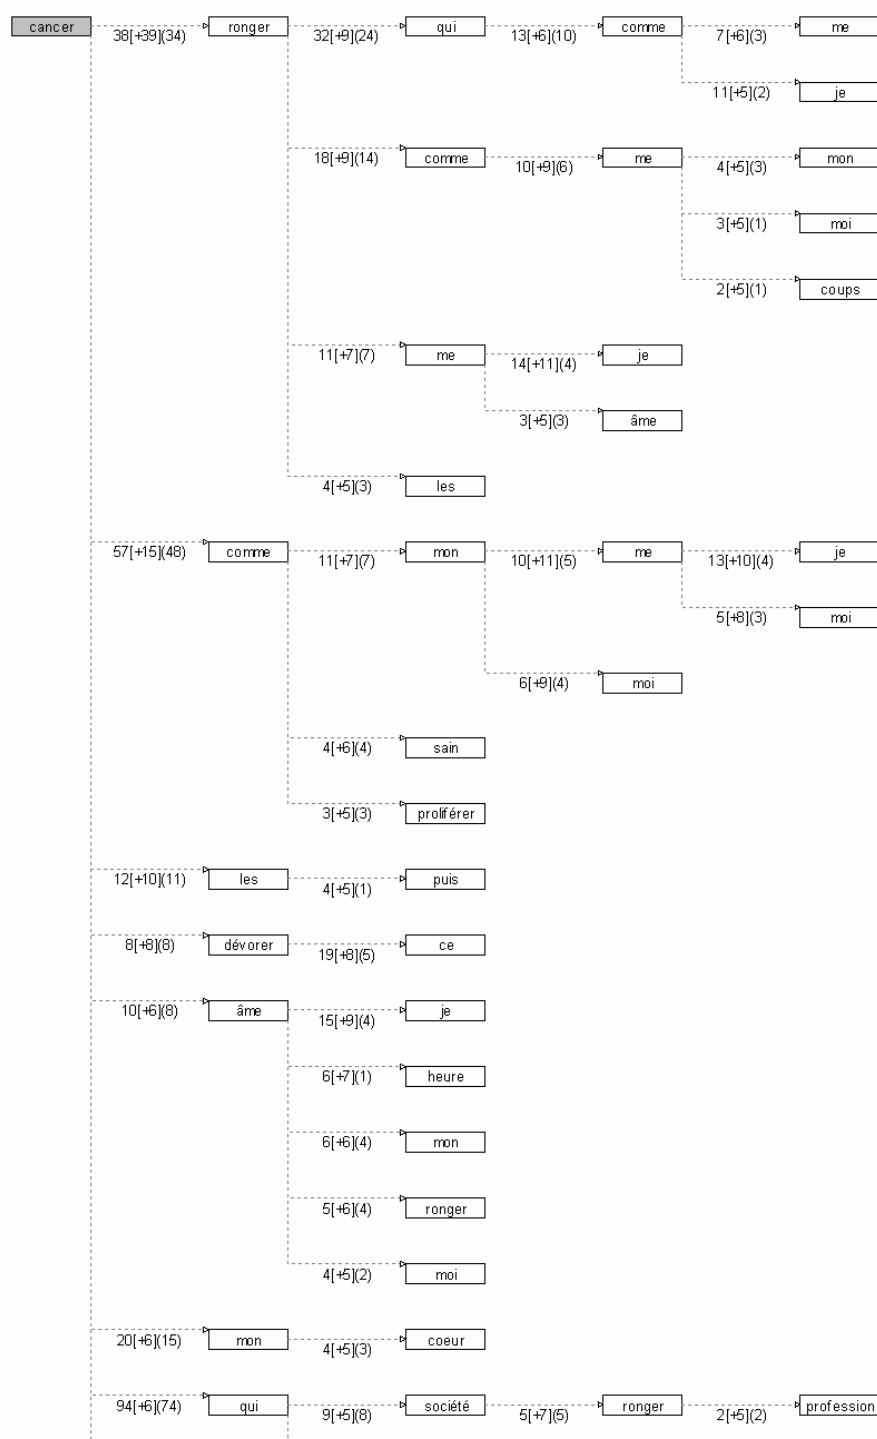 cancer 38[+39](34) ronger 32[+9](24) qui 13[+6](10) comme 7[+6](3) me
11[+5](2) je
18[+9](14) comme 10[+9](6) me 4[+5](3) mon
3[+5](1) moi
2[+5](1) coups
11[+7](7) me 14[+11](4) je
3[+5](3) âme
4[+5](3) les
57[+15](48) comme 11[+7](7) mon 10[+11](5) me 13[+10](4) je
5[+8](3) moi
6[+9](4) moi
4[+6](4) sain
3[+5](3) proliférer
12[+10](11) les 4[+5](1) puis
8[+8](8) dévorer 19[+8](5) ce
10[+6](8) âme 15[+9](4) je
6[+7](1) heure
6[+6](4) mon
5[+6](4) ronger
4[+5](2) moi
20[+6](15) mon 4[+5](3) coeur
94[+6](74) qui 9[+5](8) société 5[+7](5) ronger 2[+5](2) profession